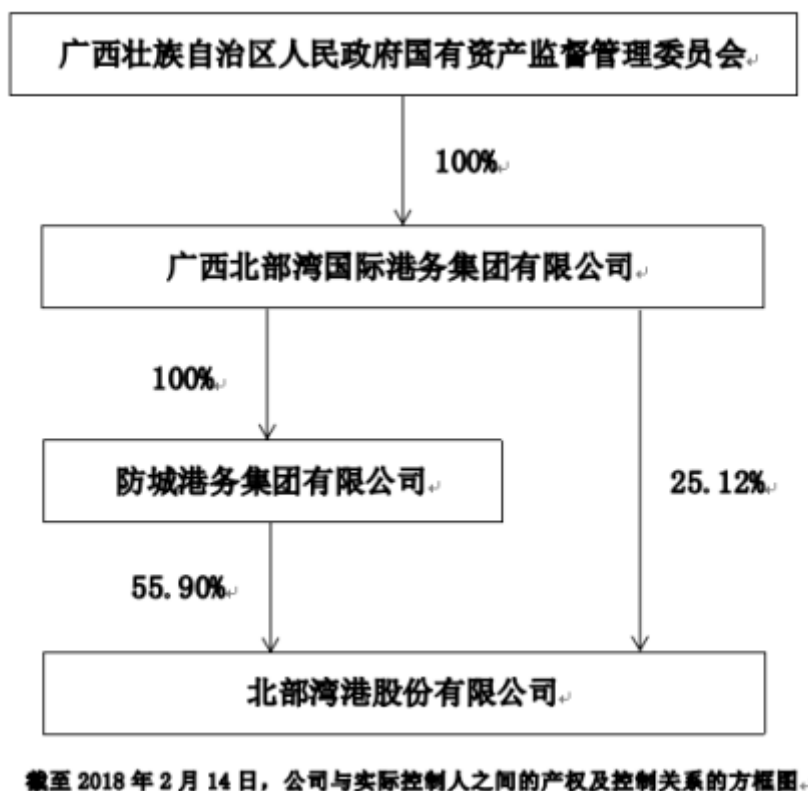 广西壮族自治区人民政府国有资产监督管理委员会
100%
广西北部湾国际港务集团有限公司
100%
防城港务集团有限公司
25.12%
55.90%
北部湾港股份有限公司
截至 2018 年 2 月 14 日，公司与实际控制人之间的产权及控制关系的方框图